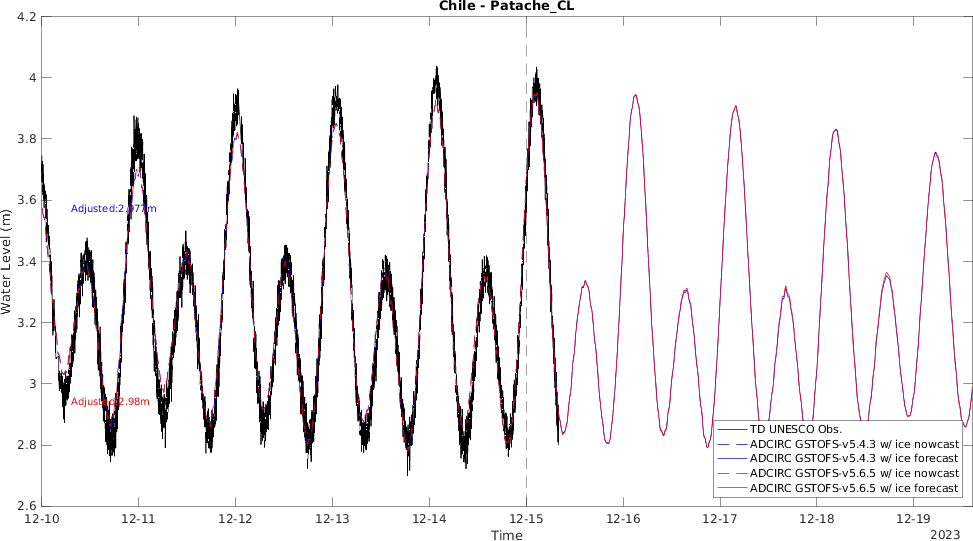 Chile - Patache_CL
4.2
4
3.8
3.6
3.4
3.2
3
2.8
2.6
Water Level (m)
Adjusted:2.977m
Adjusted:2.98m
TD UNESCO Obs.
ADCIRC GSTOFS-v5.4.3 w/ ice nowcast
ADCIRC GSTOFS-v5.4.3 w/ ice forecast
ADCIRC GSTOFS-v5.6.5 w/ ice nowcast
ADCIRC GSTOFS-v5.6.5 w/ ice forecast
12-10 12-11 12-12 12-13 12-14 12-15 12-16 12-17 12-18 12-19
Time
2023